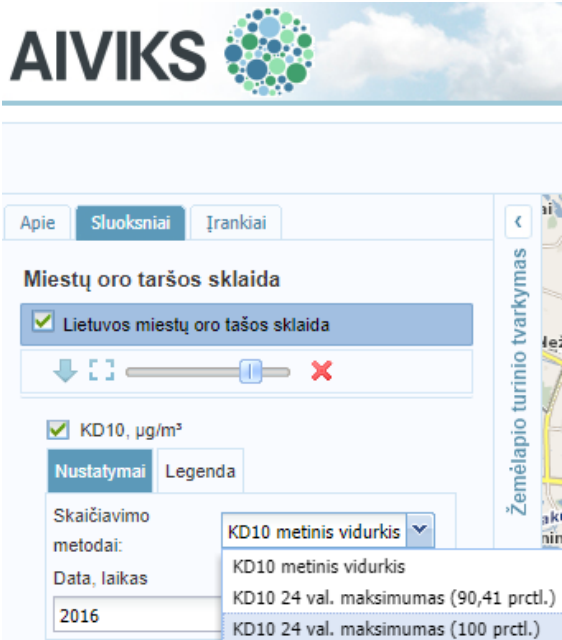 AIVIKS
Apie
Sluoksniai
Įrankiai
Miestų oro taršos sklaida
Lietuvos miestų oro tašos sklaida
KD10, µg/m³
Nustatymai
Legenda
Skaičiavimo
metodai:
KD10 metinis vidurkis
Data, laikas
2016
KD10 metinis vidurkis
KD10 24 val. maksimumas (90,41 prctl.)
KD10 24 val. maksimumas (100 prctl.)
Žemėlapio turinio tvarkymas